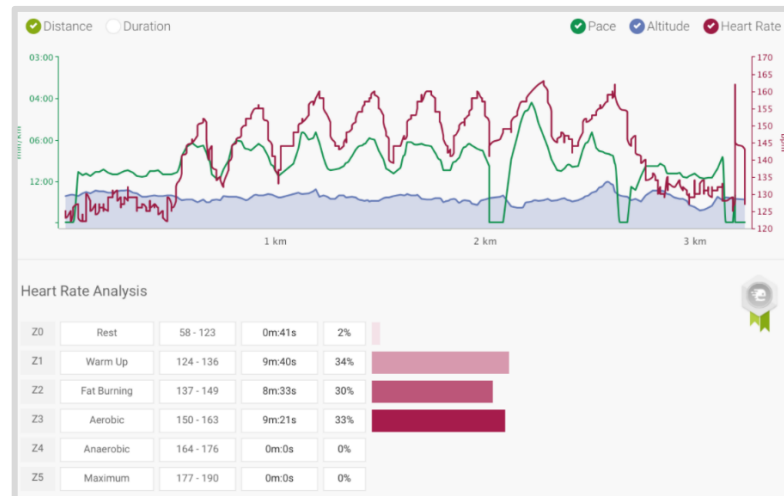 Distance Duration Pace Altitude Heart Rate
03:00 170
165
04:00 160
155
06:00 150
145
140
12:00 135
130
125
120
min/km
bpm
1 km 2 km 3 km
Heart Rate Analysis
Z0 Rest 58 - 123 0m:41s 2%
Z1 Warm Up 124 - 136 9m:40s 34%
Z2 Fat Burning 137 - 149 8m:33s 30%
Z3 Aerobic 150 - 163 9m:21s 33%
Z4 Anaerobic 164 - 176 0m:0s 0%
Z5 Maximum 177 - 190 0m:0s 0%